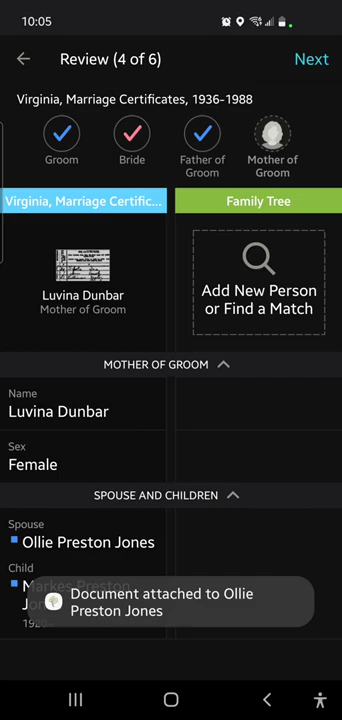 10:05
Review (4 of 6)
Next
Virginia, Marriage Certificates, 1936-1988
Groom
Bride
Father of
Groom
Mother of
Groom
Virginia, Marriage Certific...
Family Tree
Luvina Dunbar
Mother of Groom
Add New Person
or Find a Match
MOTHER OF GROOM
Name
Luvina Dunbar
Sex
Female
SPOUSE AND CHILDREN
Spouse
Ollie Preston Jones
Child
Markes Preston
Document attached to Ollie
Preston Jones